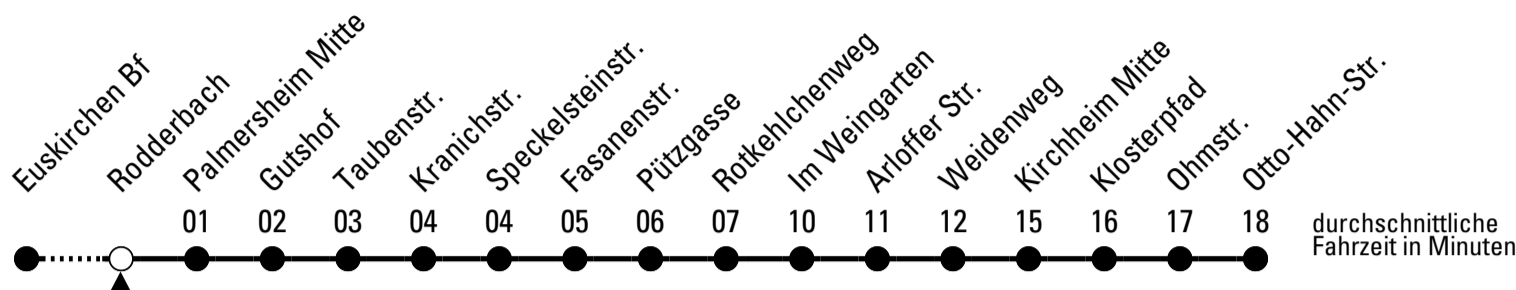 Euskirchen Bf
Rodderbach
Palmersheim Mitte
Gutshof
Taubenstr.
Kranichstr.
Speckelsteinstr.
Fasanenstr.
Pützgasse
Rotkehlchenweg
Im Weingarten
Arloffer Str.
Weidenweg
Kirchheim Mitte
Klosterpfad
Ohmstr.
Otto-Hahn-Str.
01 02 03 04 04 05 06 07 10 11 12 15 16 17 18
durchschnittliche
Fahrzeit in Minuten